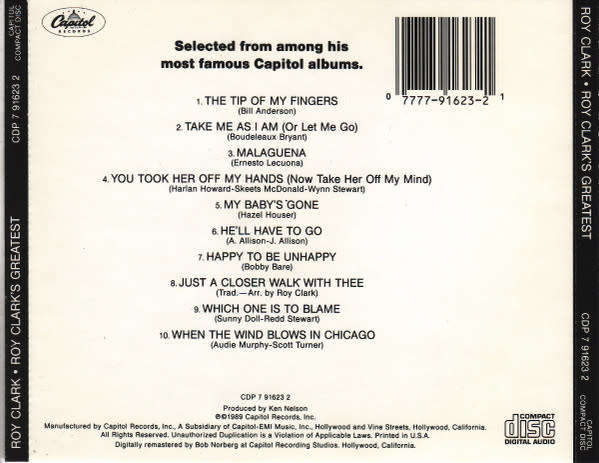 CAPITOL
COMPACT DISC
CDP 7 91623 2
ROY CLARK • ROY CLARK'S GREATEST
Capitol
RECORDS
Selected from among his
most famous Capitol albums.
0 7777-91623-2 1
1. THE TIP OF MY FINGERS
(Bill Anderson)
2. TAKE ME AS I AM (Or Let Me Go)
(Boudeleaux Bryant)
3. MALAGUENA
(Ernesto Lecuona)
4. YOU TOOK HER OFF MY HANDS (Now Take Her Off My Mind)
(Harlan Howard-Skeets McDonald-Wynn Stewart)
5. MY BABY'S GONE
(Hazel Houser)
6. HE'LL HAVE TO GO
(A. Allison-J. Allison)
7. HAPPY TO BE UNHAPPY
(Bobby Bare)
8. JUST A CLOSER WALK WITH THEE
(Trad.—Arr. by Roy Clark)
9. WHICH ONE IS TO BLAME
(Sunny Doll-Redd Stewart)
10. WHEN THE WIND BLOWS IN CHICAGO
(Audie Murphy-Scott Turner)
CDP 7 91623 2
Produced by Ken Nelson
℗©1989 Capitol Records, Inc.
Manufactured by Capitol Records, Inc., A Subsidiary of Capitol-EMI Music, Inc., Hollywood and Vine Streets, Hollywood, California.
All Rights Reserved. Unauthorized Duplication is a Violation of Applicable Laws. Printed in U.S.A.
Digitally remastered by Bob Norberg at Capitol Recording Studios. Hollywood, California.
COMPACT
disc
DIGITAL AUDIO
ROY CLARK • ROY CLARK'S GREATEST
CDP 7 91623 2
CAPITOL
COMPACT DISC